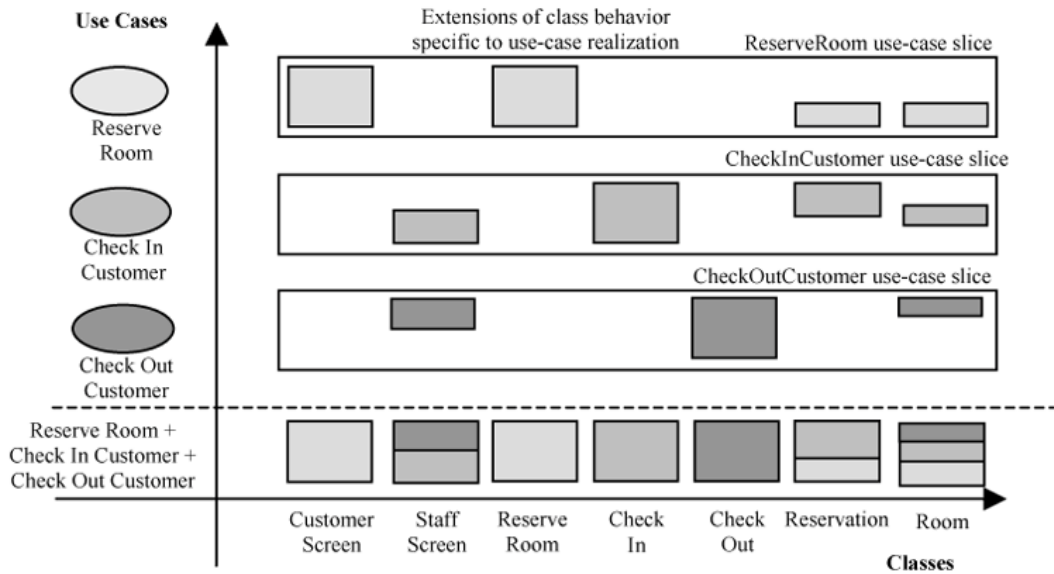 Use Cases
Extensions of class behavior
specific to use-case realization
ReserveRoom use-case slice
Reserve
Room
CheckInCustomer use-case slice
Check In
Customer
CheckOutCustomer use-case slice
Check Out
Customer
Reserve Room +
Check In Customer +
Check Out Customer
Customer
Screen
Staff
Screen
Reserve
Room
Check
In
Check
Out
Reservation
Room
Classes